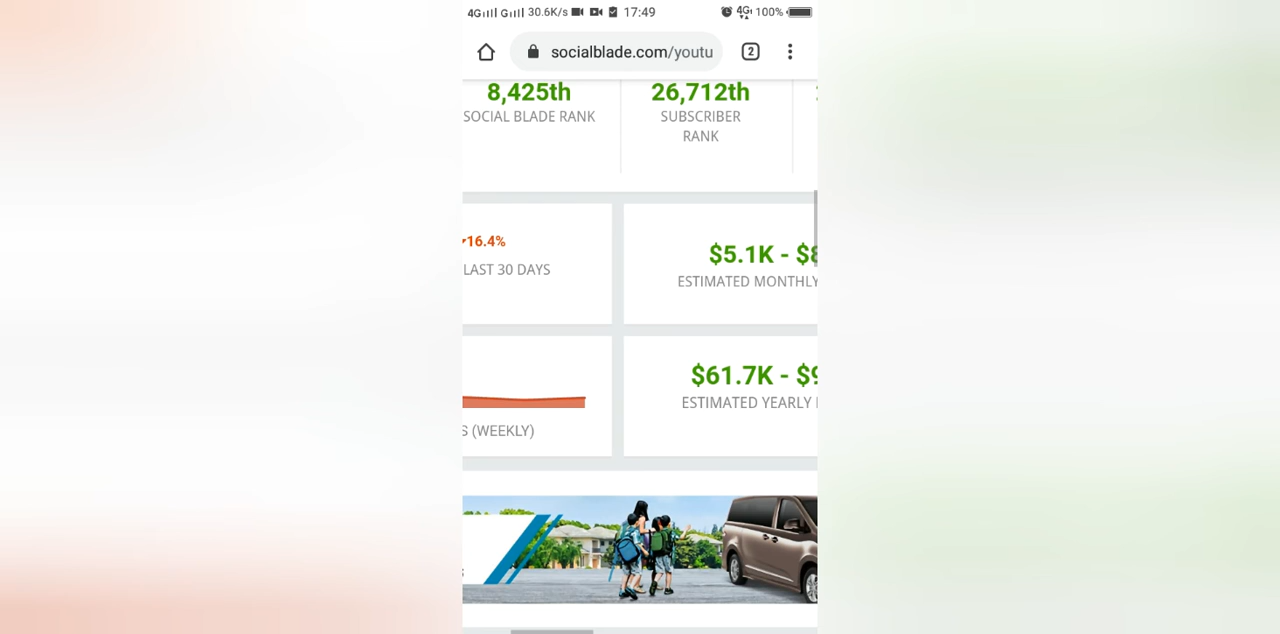 4G G 30.6K/s 17:49 4G 100%
socialblade.com/youtu 2
8,425th 26,712th
SOCIAL BLADE RANK SUBSCRIBER
RANK
16.4%
LAST 30 DAYS
$5.1K - $8
ESTIMATED MONTHLY
$61.7K - $9
ESTIMATED YEARLY
S (WEEKLY)